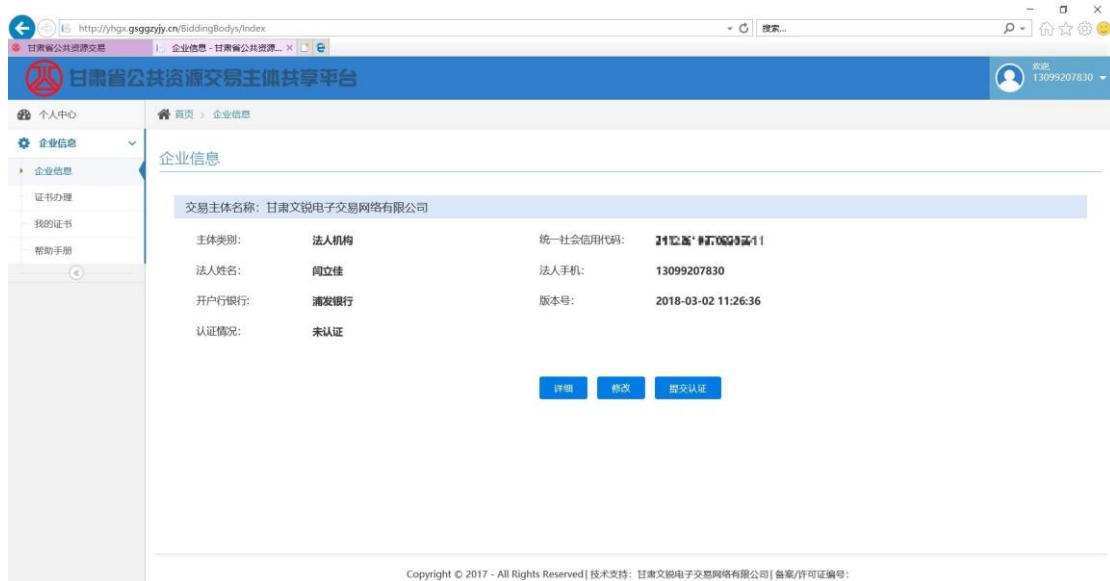 http://yhgx.gsggzyjy.cn/BiddingBodys/Index
搜索...
甘肃省公共资源交易
企业信息 - 甘肃省公共资源...
甘肃省公共资源交易主体共享平台
欢迎,
13099207830
个人中心
首页 > 企业信息
企业信息
企业信息
企业信息
证书办理
我的证书
帮助手册
交易主体名称：甘肃文锐电子交易网络有限公司
主体类别： 法人机构 统一社会信用代码：
法人姓名： 闫立佳 法人手机： 13099207830
开户行银行： 浦发银行 版本号： 2018-03-02 11:26:36
认证情况： 未认证
详细 修改 提交认证
Copyright © 2017 - All Rights Reserved| 技术支持：甘肃文锐电子交易网络有限公司| 备案/许可证编号：